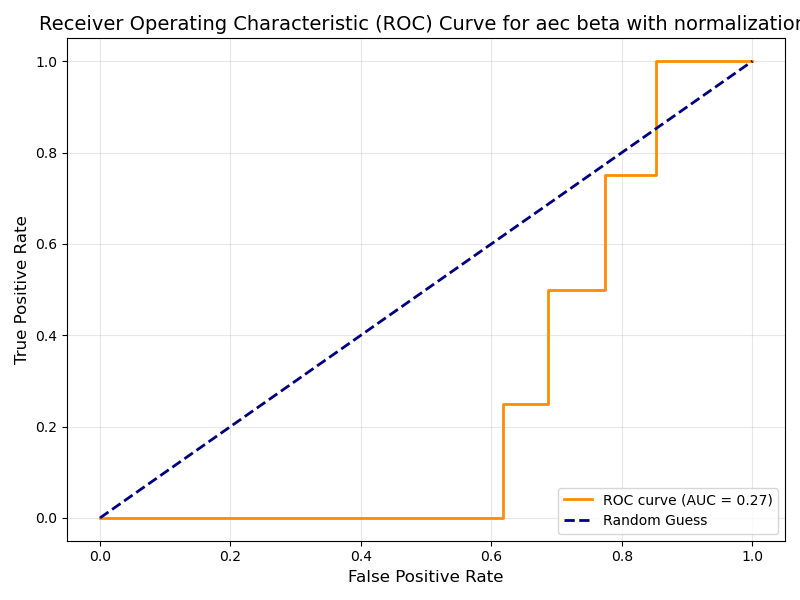 Receiver Operating Characteristic (ROC) Curve for aec beta with normalization
1.0
0.8
0.6
0.4
0.2
0.0
True Positive Rate
0.0 0.2 0.4 0.6 0.8 1.0
False Positive Rate
ROC curve (AUC = 0.27)
Random Guess